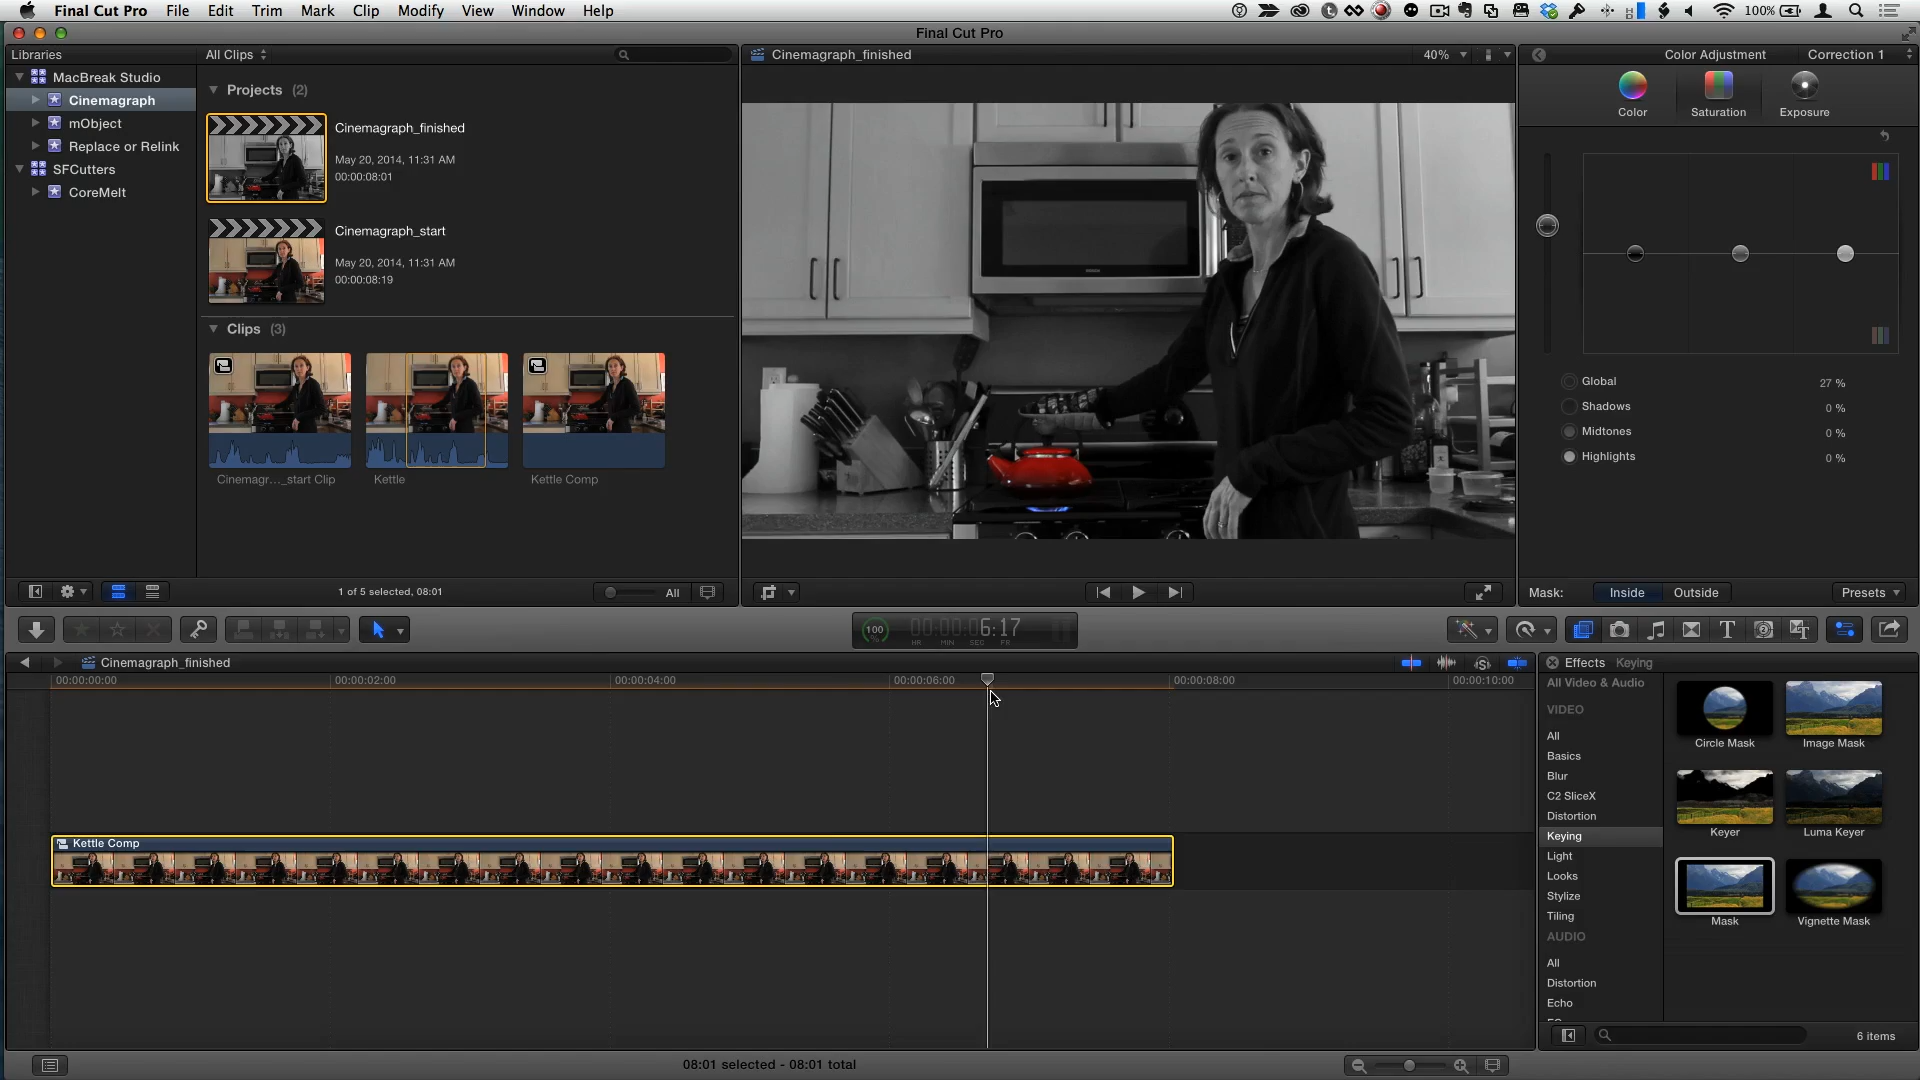 Final Cut Pro File Edit Trim Mark Clip Modify View Window Help 100%
Final Cut Pro
Libraries
MacBreak Studio
Cinemagraph
mObject
Replace or Relink
SFCutters
CoreMelt
All Clips
Projects (2)
Cinemagraph_finished
May 20, 2014, 11:31 AM
00:00:08:01
Cinemagraph_start
May 20, 2014, 11:31 AM
00:00:08:19
Clips (3)
Cinemagr..._start Clip
Kettle
Kettle Comp
1 of 5 selected, 08:01
All
Cinemagraph_finished
40%
Color Adjustment
Correction 1
Color
Saturation
Exposure
Global 27 %
Shadows 0 %
Midtones 0 %
Highlights 0 %
Mask:
Inside
Outside
Presets
100
00:00:06:17
HR MIN SEC FR
Cinemagraph_finished
00:00:00:00
00:00:02:00
00:00:04:00
00:00:06:00
00:00:08:00
00:00:10:00
Kettle Comp
08:01 selected - 08:01 total
Effects Keying
All Video & Audio
VIDEO
All
Basics
Blur
C2 SliceX
Distortion
Keying
Light
Looks
Stylize
Tiling
AUDIO
All
Distortion
Echo
Circle Mask
Image Mask
Keyer
Luma Keyer
Mask
Vignette Mask
6 items